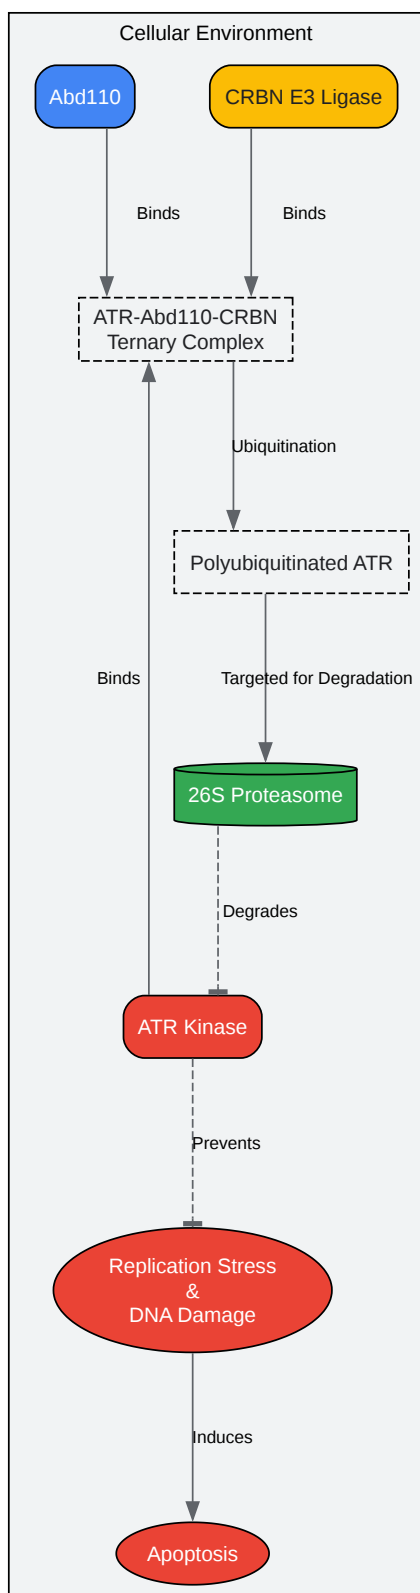 Cellular Environment
Abd110
CRBN E3 Ligase
Binds
Binds
ATR-Abd110-CRBN
Ternary Complex
Ubiquitination
Polyubiquitinated ATR
Binds
Targeted for Degradation
26S Proteasome
Degrades
ATR Kinase
Prevents
Replication Stress
&
DNA Damage
Induces
Apoptosis